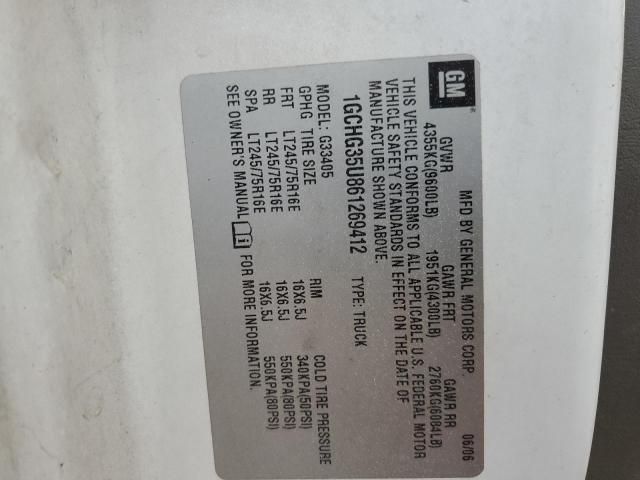 GM
MFD BY GENERAL MOTORS CORP. 06/06
GVWR GAWR FRT GAWR RR
4355KG(9600LB) 1951KG(4300LB) 2760KG(6084LB)
THIS VEHICLE CONFORMS TO ALL APPLICABLE U.S. FEDERAL MOTOR
VEHICLE SAFETY STANDARDS IN EFFECT ON THE DATE OF
MANUFACTURE SHOWN ABOVE.
1GCHG35U861269412 TYPE: TRUCK
MODEL: G33405
GPHG TIRE SIZE RIM COLD TIRE PRESSURE
FRT LT245/75R16E 16X6.5J 340KPA(50PSI)
RR LT245/75R16E 16X6.5J 550KPA(80PSI)
SPA LT245/75R16E 16X6.5J 550KPA(80PSI)
SEE OWNER'S MANUAL FOR MORE INFORMATION.